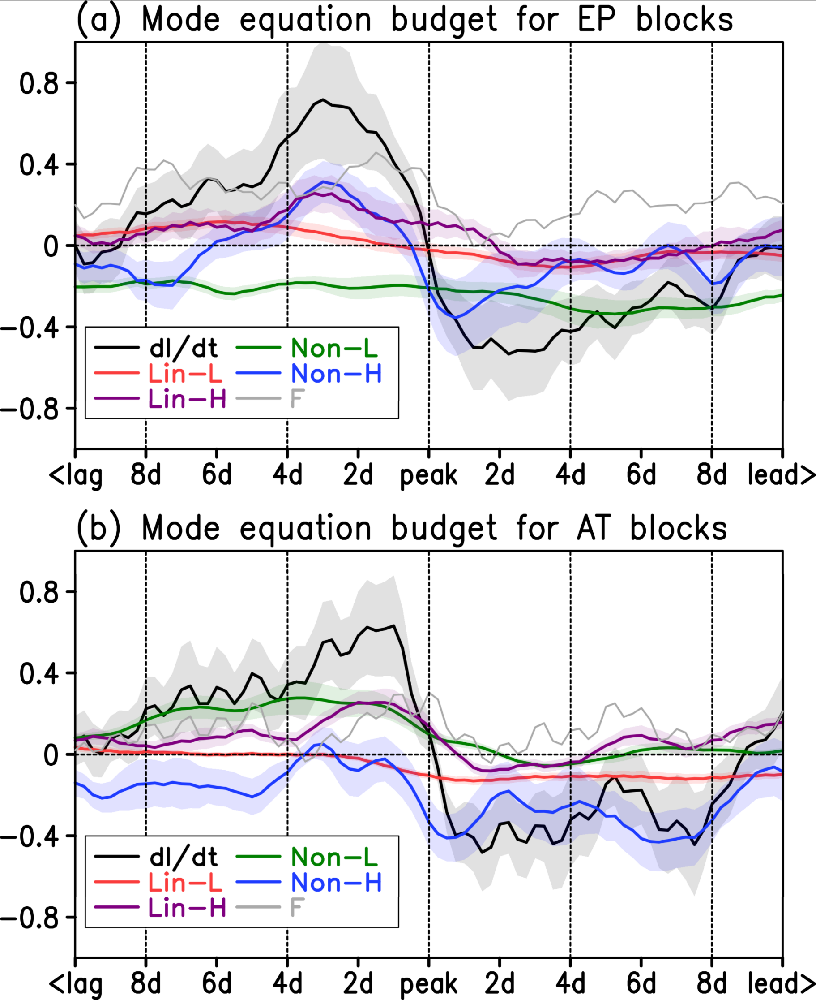 (a) Mode equation budget for EP blocks
0.8
0.4
0
−0.4
−0.8
dI/dt Non−L
Lin−L Non−H
Lin−H F
<lag 8d 6d 4d 2d peak 2d 4d 6d 8d lead>
(b) Mode equation budget for AT blocks
0.8
0.4
0
−0.4
−0.8
dI/dt Non−L
Lin−L Non−H
Lin−H F
<lag 8d 6d 4d 2d peak 2d 4d 6d 8d lead>